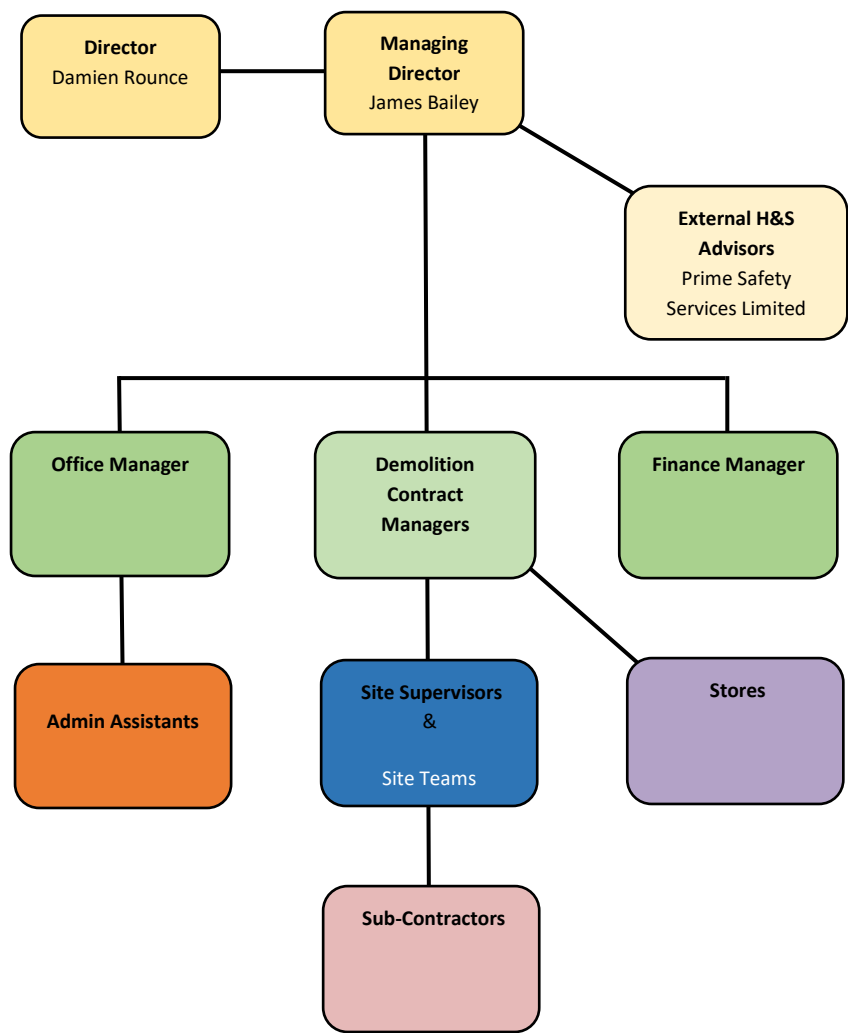 Director
Damien Rounce
Managing
Director
James Bailey
External H&S
Advisors
Prime Safety
Services Limited
Office Manager
Demolition
Contract
Managers
Finance Manager
Admin Assistants
Site Supervisors
&
Site Teams
Stores
Sub-Contractors